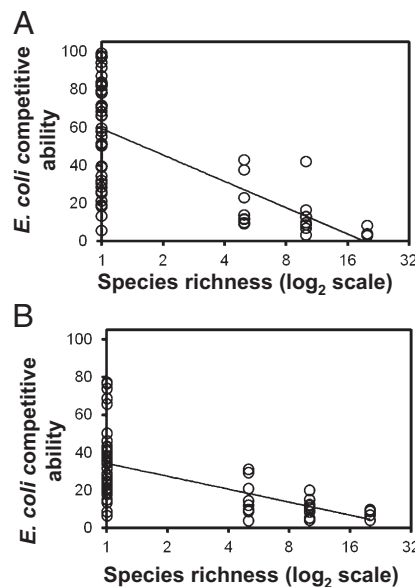 A
E. coli competitive
ability
100
80
60
40
20
0
1 2 4 8 16 32
Species richness (log2 scale)
B
E. coli competitive
ability
100
80
60
40
20
0
1 2 4 8 16 32
Species richness (log2 scale)